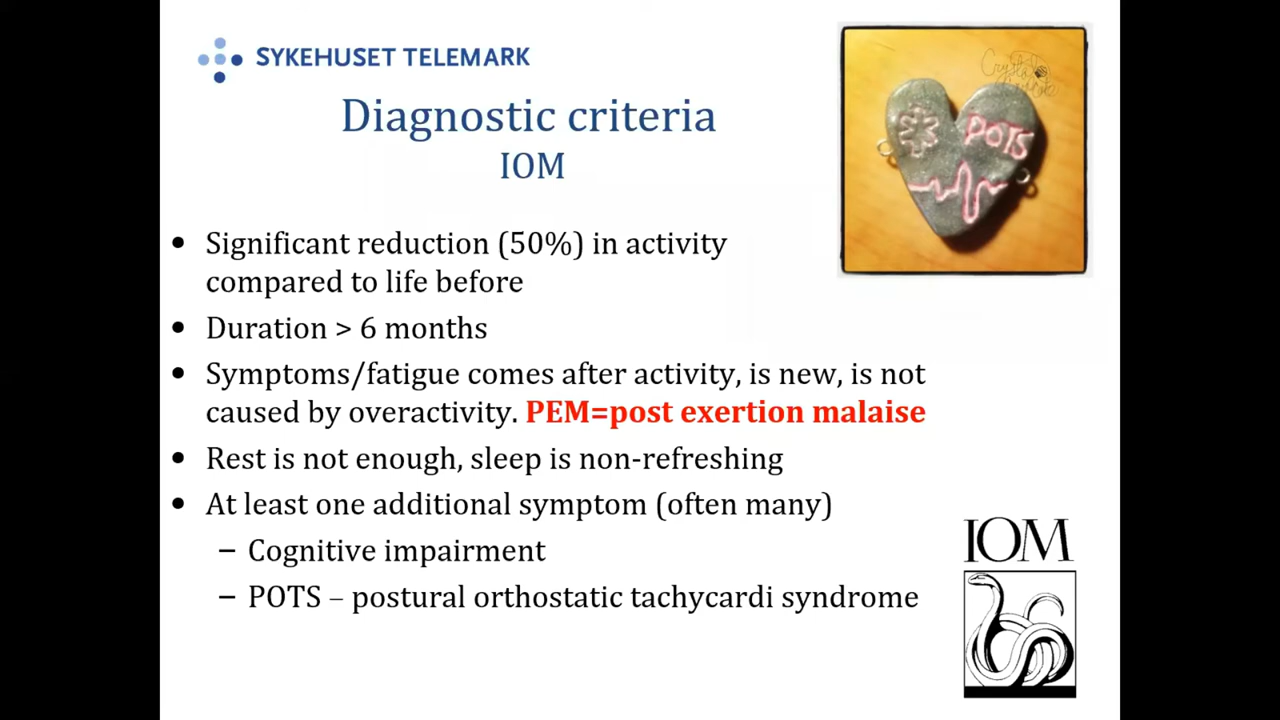 SYKEHUSET TELEMARK
Diagnostic criteria
IOM
POTS
• Significant reduction (50%) in activity
compared to life before
• Duration > 6 months
• Symptoms/fatigue comes after activity, is new, is not
caused by overactivity. PEM=post exertion malaise
• Rest is not enough, sleep is non-refreshing
• At least one additional symptom (often many)
– Cognitive impairment
– POTS – postural orthostatic tachycardi syndrome
IOM